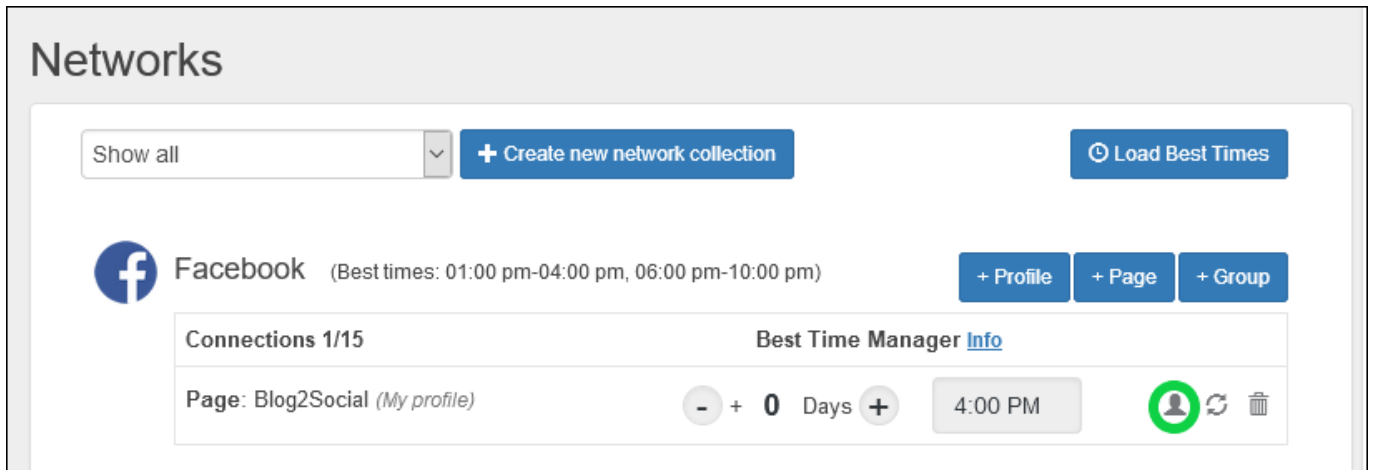 Networks
Show all
+ Create new network collection
Load Best Times
Facebook (Best times: 01:00 pm-04:00 pm, 06:00 pm-10:00 pm)
+ Profile + Page + Group
Connections 1/15 Best Time Manager Info
Page: Blog2Social (My profile) - + 0 Days + 4:00 PM